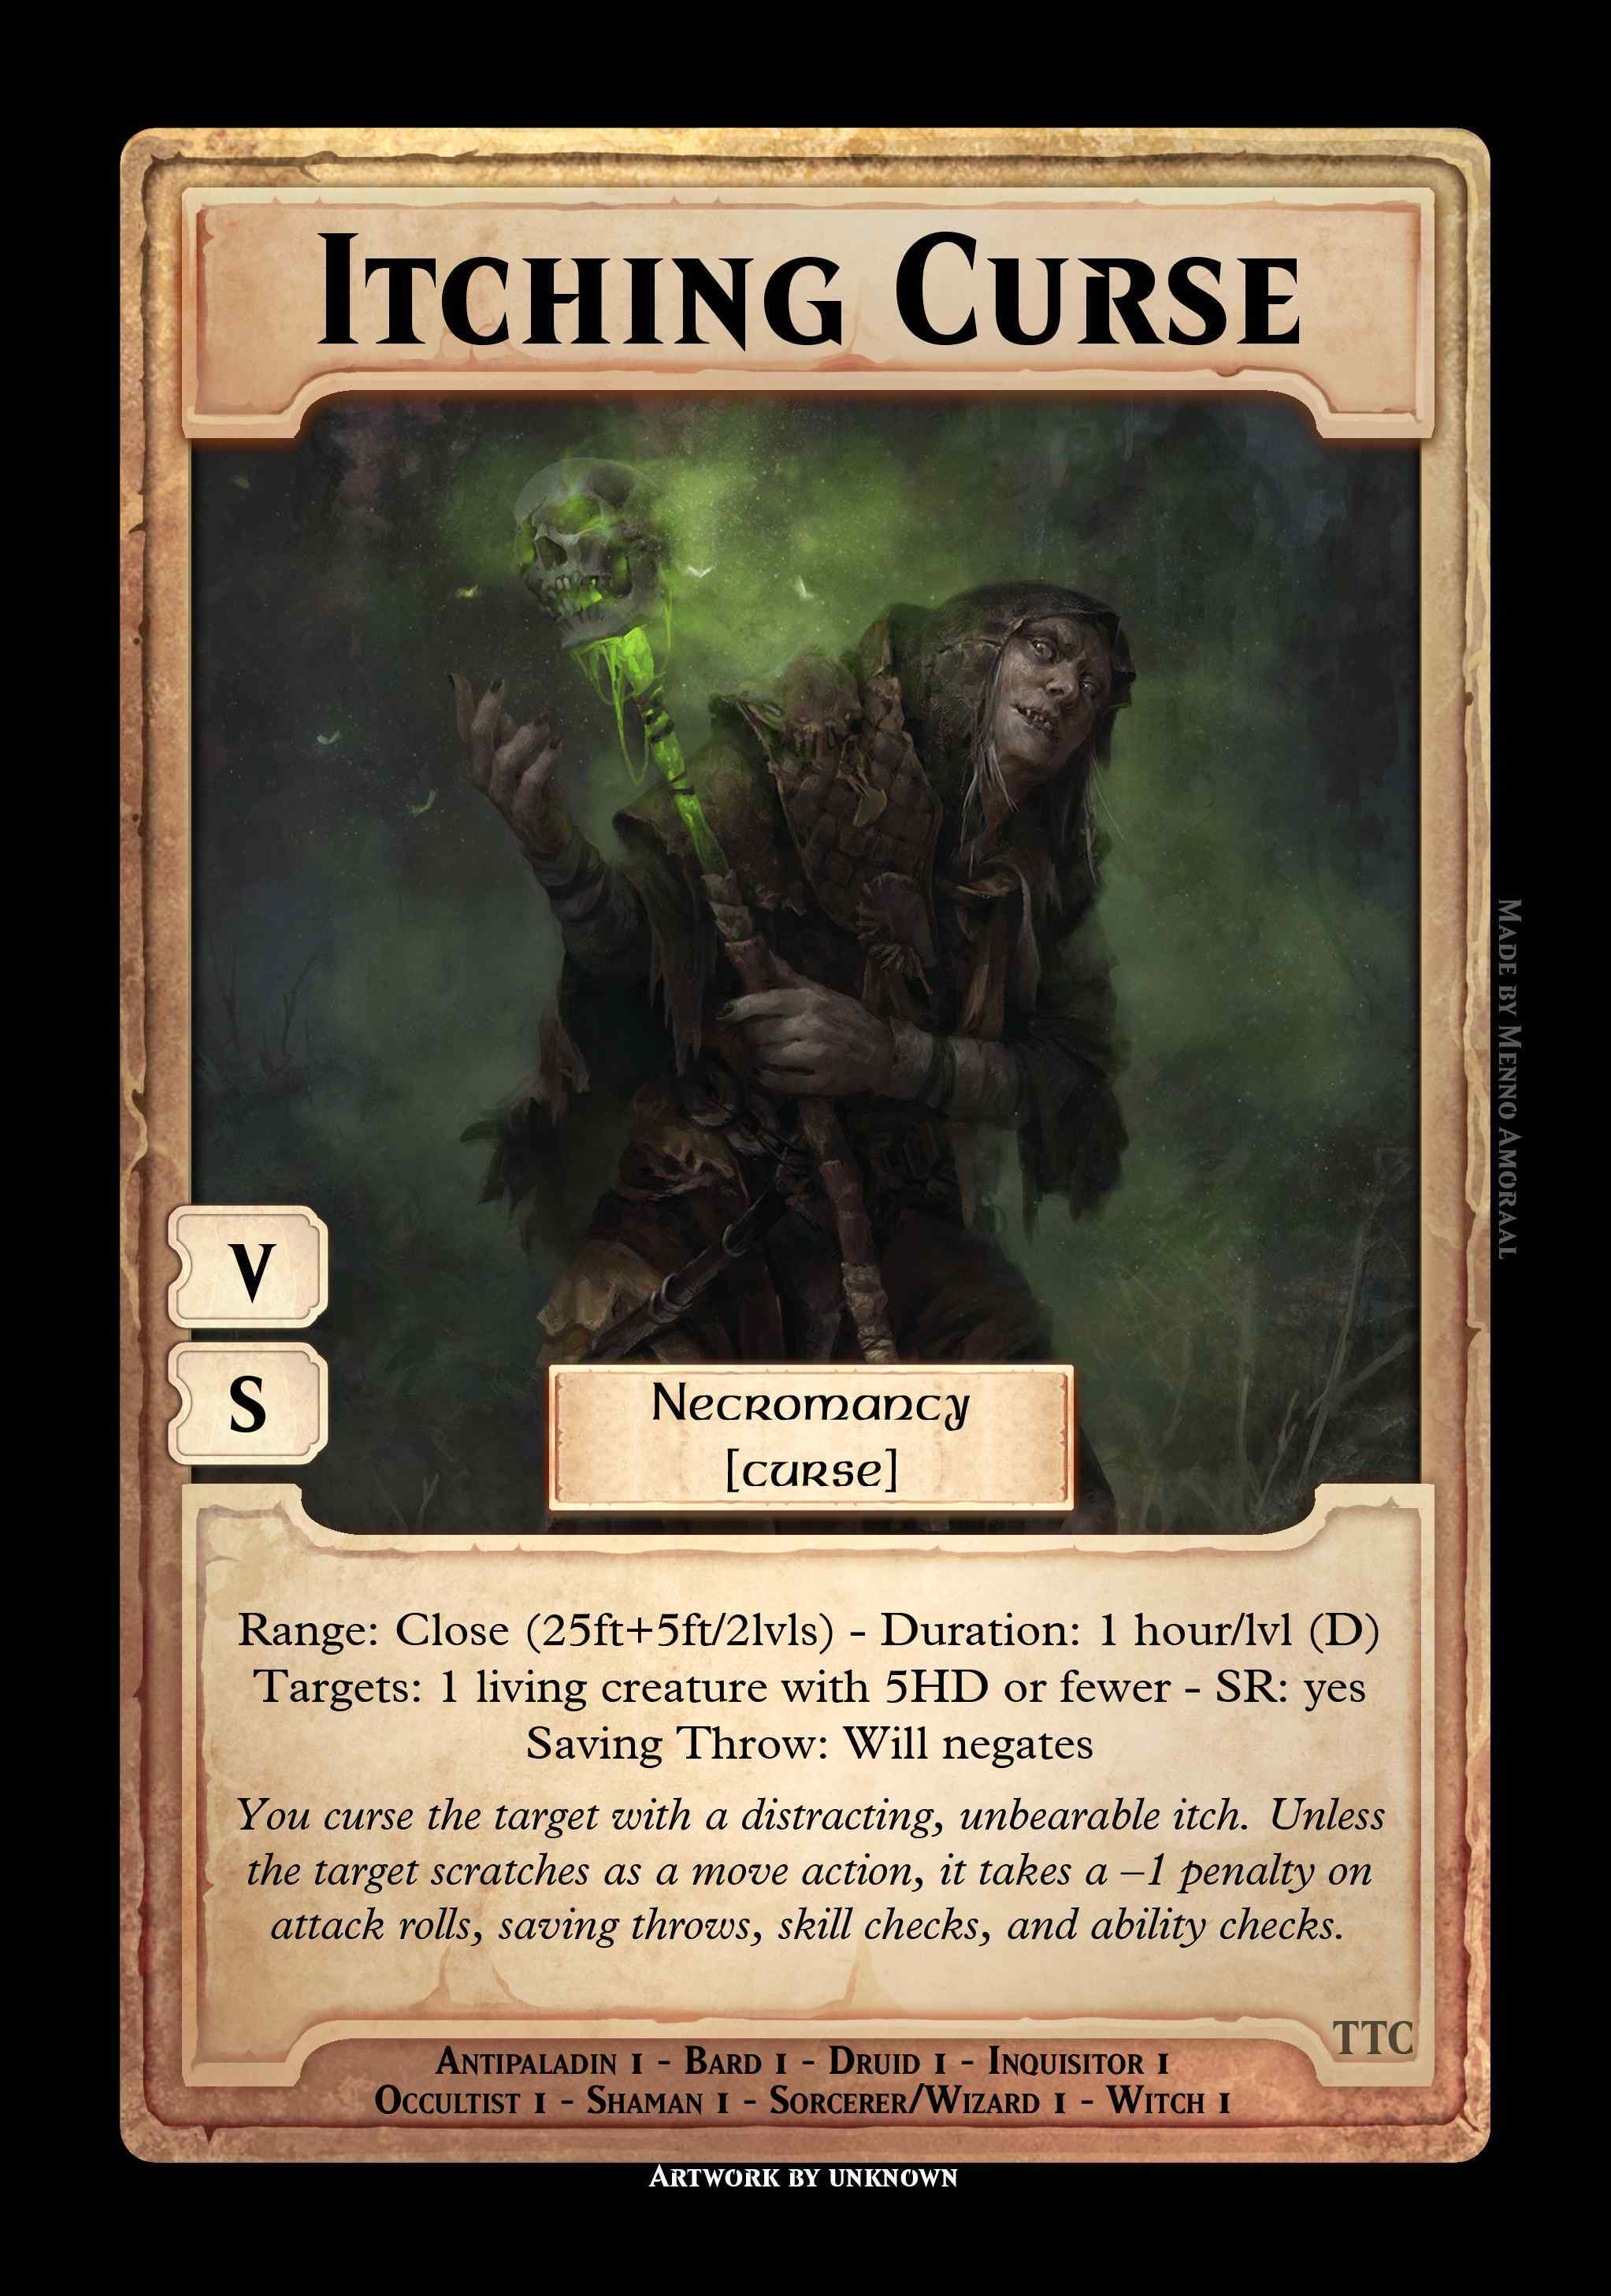 Itching Curse
Made by Menno Amoraal
V
S
Necromancy
[curse]
Range: Close (25ft+5ft/2lvls) - Duration: 1 hour/lvl (D)
Targets: 1 living creature with 5HD or fewer - SR: yes
Saving Throw: Will negates
You curse the target with a distracting, unbearable itch. Unless
the target scratches as a move action, it takes a –1 penalty on
attack rolls, saving throws, skill checks, and ability checks.
TTC
Antipaladin 1 - Bard 1 - Druid 1 - Inquisitor 1
Occultist 1 - Shaman 1 - Sorcerer/Wizard 1 - Witch 1
Artwork by unknown